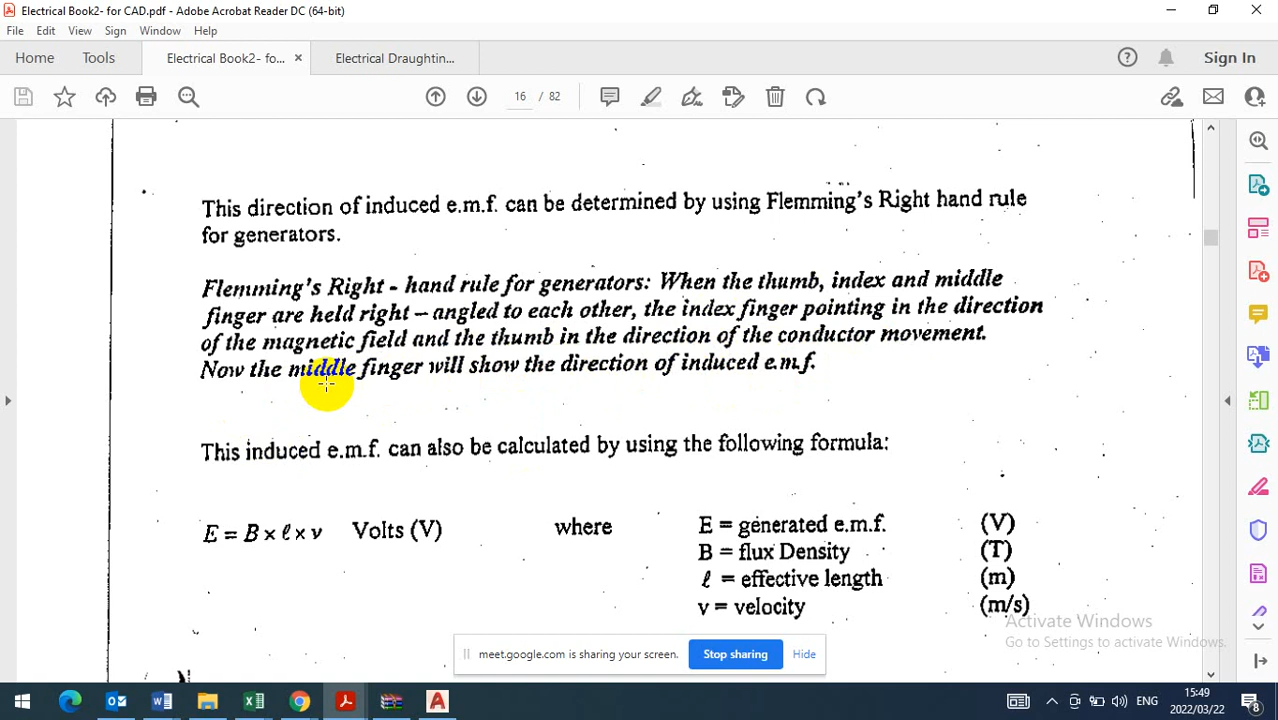 Electrical Book2- for CAD.pdf - Adobe Acrobat Reader DC (64-bit)
File Edit View Sign Window Help
Home Tools Electrical Book2- fo... × Electrical Draughtin... ? Sign In
16 / 82
This direction of induced e.m.f. can be determined by using Flemming's Right hand rule
for generators.
Flemming's Right - hand rule for generators: When the thumb, index and middle
finger are held right – angled to each other, the index finger pointing in the direction
of the magnetic field and the thumb in the direction of the conductor movement.
Now the middle finger will show the direction of induced e.m.f.
This induced e.m.f. can also be calculated by using the following formula:
E = B × ℓ × v Volts (V) where E = generated e.m.f. (V)
B = flux Density (T)
ℓ = effective length (m)
v = velocity (m/s)
Activate Windows
Go to Settings to activate Windows.
meet.google.com is sharing your screen. Stop sharing Hide
ENG 15:49
2022/03/22 8